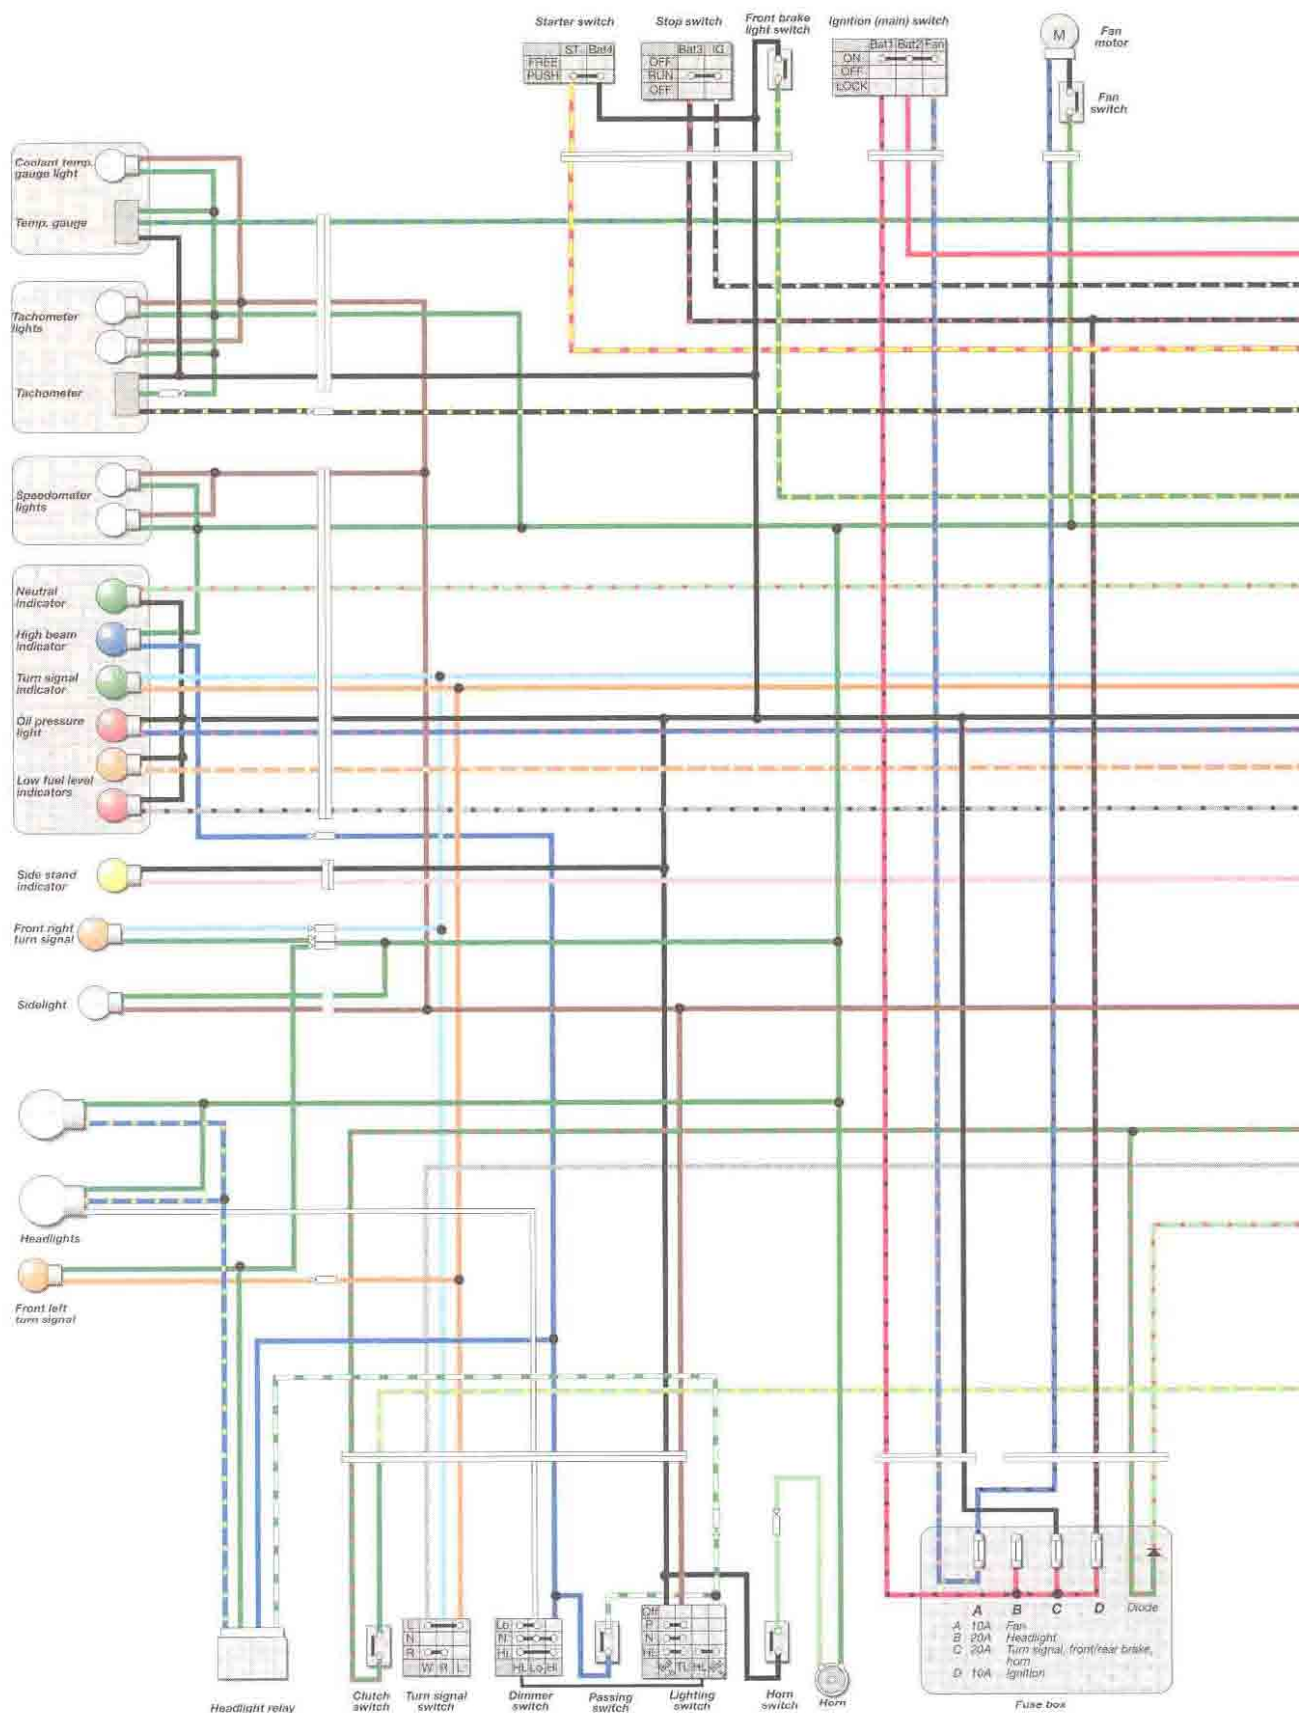 Starter switch
ST Bat4
FREE
PUSH
Stop switch
Bat3 IG
OFF
RUN
OFF
Front brake
light switch
Ignition (main) switch
Bat1 Bat2 Fan
ON
OFF
LOCK
M
Fan
motor
Fan
switch
Coolant temp.
gauge light
Temp. gauge
Tachometer
lights
Tachometer
Speedometer
lights
Neutral
indicator
High beam
indicator
Turn signal
indicator
Oil pressure
light
Low fuel level
indicators
Side stand
indicator
Front right
turn signal
Sidelight
Headlights
Front left
turn signal
Headlight relay
Clutch
switch
L
N
R
W R L
Turn signal
switch
Lo
N
Hi
HL Lo Hi
Dimmer
switch
Passing
switch
Off
P
N
HL
TL HL
Lighting
switch
Horn
switch
Horn
A B C D Diode
A 10A Fan
B 20A Headlight
C 20A Turn signal, front/rear brake,
horn
D 10A Ignition
Fuse box